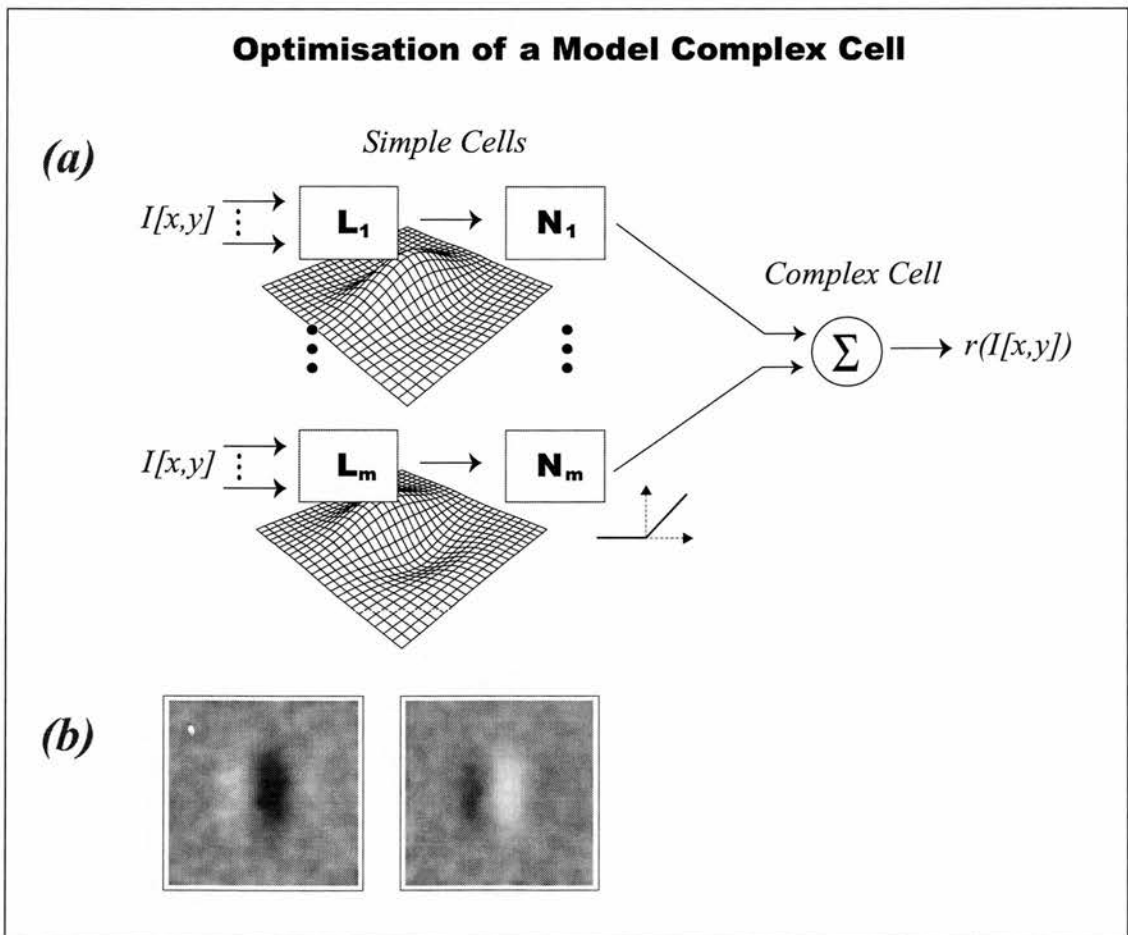 Optimisation of a Model Complex Cell
(a)
Simple Cells
I[x,y]
L1
N1
Complex Cell
Σ
r(I[x,y])
I[x,y]
Lm
Nm
(b)